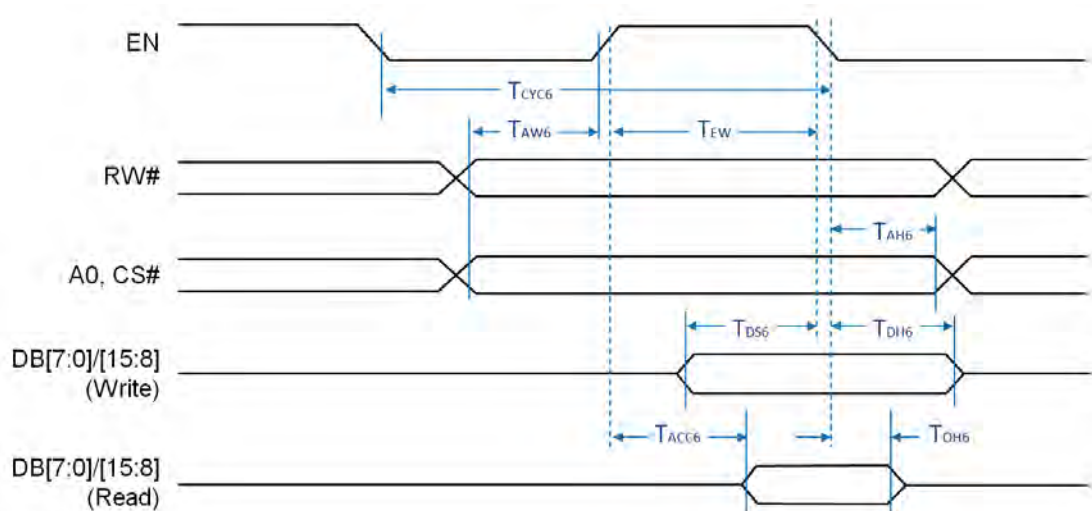 EN
TCYC6
TAW6
TEW
RW#
TAH6
A0, CS#
TDS6
TDH6
DB[7:0]/[15:8]
(Write)
TACC6
TOH6
DB[7:0]/[15:8]
(Read)